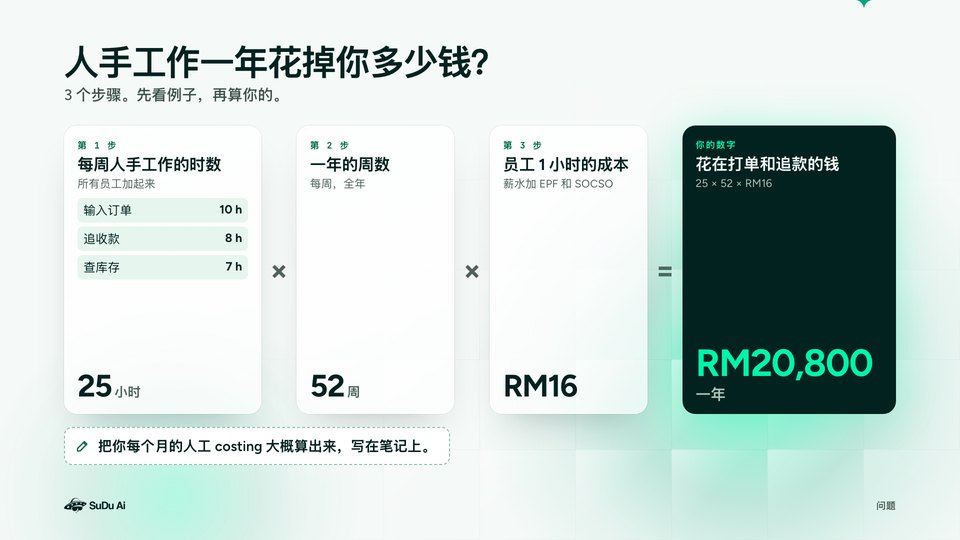 人手工作一年花掉你多少钱?
3 个步骤。先看例子，再算你的。
第 1 步
每周人手工作的时数
所有员工加起来
输入订单 10 h
追收款 8 h
查库存 7 h
25 小时
×
第 2 步
一年的周数
每周，全年
52 周
×
第 3 步
员工 1 小时的成本
薪水加 EPF 和 SOCSO
RM16
=
你的数字
花在打单和追款的钱
25 × 52 × RM16
RM20,800
一年
把你每个月的人工 costing 大概算出来，写在笔记上。
SuDu Ai
问题